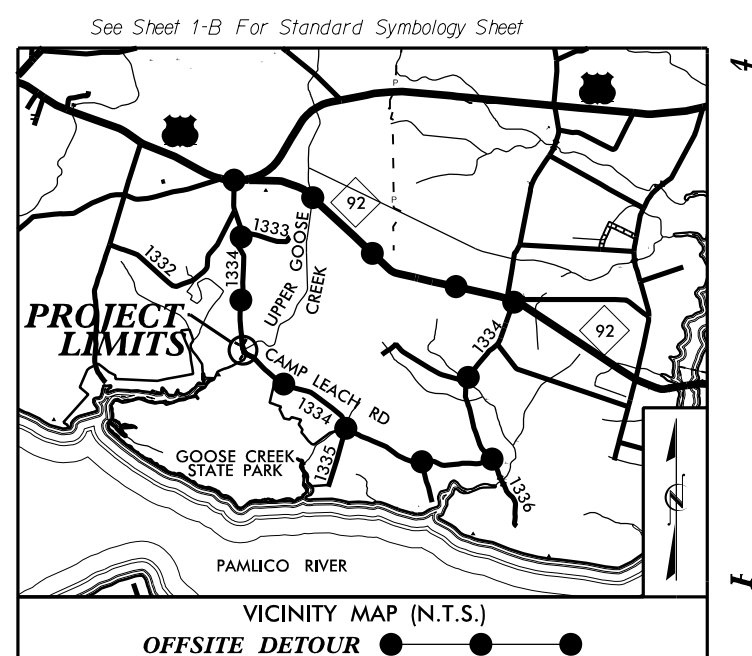 See Sheet 1-B For Standard Symbology Sheet
P
92
P
1333
1332
1334
UPPER GOOSE
CREEK
PROJECT
LIMITS
92
1334
CAMP LEACH RD
1334
GOOSE CREEK
STATE PARK
1335
1336
PAMLICO RIVER
VICINITY MAP (N.T.S.)
OFFSITE DETOUR